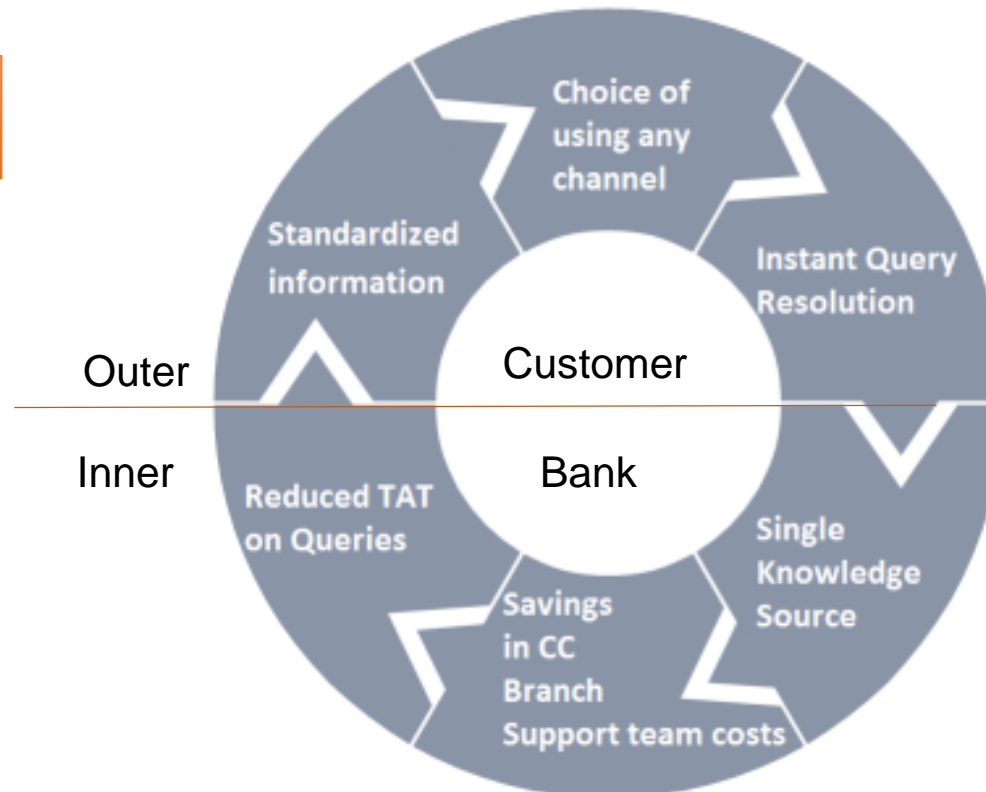 Choice of
using any
channel
Standardized
information
Instant Query
Resolution
Outer
Customer
Inner
Bank
Reduced TAT
on Queries
Single
Knowledge
Source
Savings
in CC
Branch
Support team costs